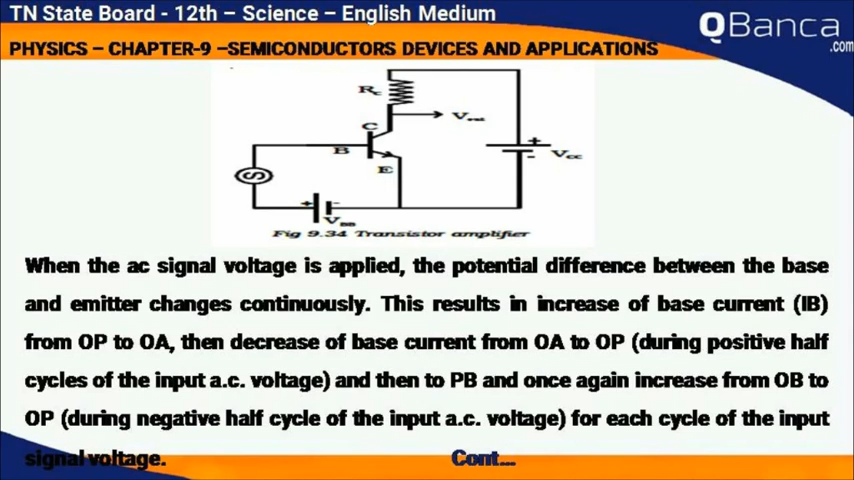 TN State Board - 12th – Science – English Medium
QBanca
.com
PHYSICS – CHAPTER-9 –SEMICONDUCTORS DEVICES AND APPLICATIONS
Rc
Vout
C
B
E
S
+
-
Vcc
+
VBB
Fig 9.34 Transistor amplifier
When the ac signal voltage is applied, the potential difference between the base
and emitter changes continuously. This results in increase of base current (IB)
from OP to OA, then decrease of base current from OA to OP (during positive half
cycles of the input a.c. voltage) and then to PB and once again increase from OB to
OP (during negative half cycle of the input a.c. voltage) for each cycle of the input
signal voltage.
Cont...